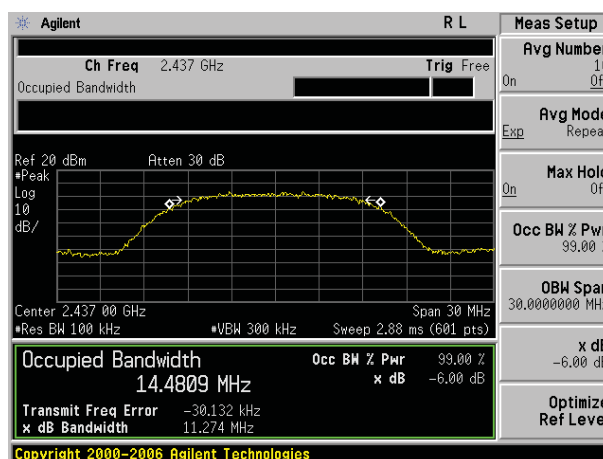 Agilent R L Meas Setup
Ch Freq 2.437 GHz Trig Free
Occupied Bandwidth
Avg Number
10
On Off
Avg Mode
Exp Repeat
Max Hold
On Off
Occ BW % Pwr
99.00 %
OBW Span
30.0000000 MHz
x dB
-6.00 dB
Optimize
Ref Level
Ref 20 dBm Atten 30 dB
#Peak
Log
10
dB/
Center 2.437 00 GHz Span 30 MHz
#Res BW 100 kHz #VBW 300 kHz Sweep 2.88 ms (601 pts)
Occupied Bandwidth Occ BW % Pwr 99.00 %
14.4809 MHz x dB -6.00 dB
Transmit Freq Error -30.132 kHz
x dB Bandwidth 11.274 MHz
Copyright 2000-2006 Agilent Technologies